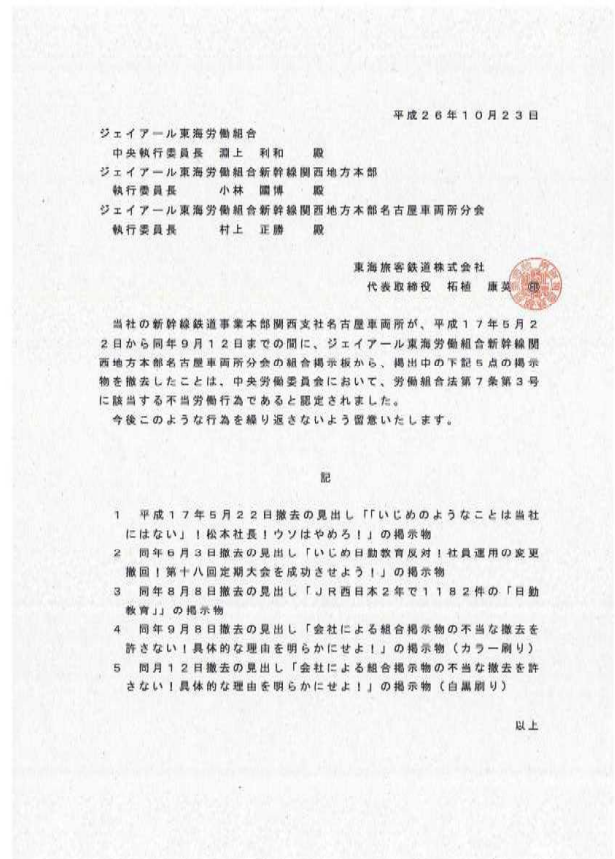 平成26年10月23日
ジェイアール東海労働組合
中央執行委員長 淵上 利和 殿
ジェイアール東海労働組合新幹線関西地方本部
執行委員長 小林 國博 殿
ジェイアール東海労働組合新幹線関西地方本部名古屋車両所分会
執行委員長 村上 正勝 殿
東海旅客鉄道株式会社
代表取締役 柘植 康英 ㊞
当社の新幹線鉄道事業本部関西支社名古屋車両所が、平成17年5月2
2日から同年9月12日までの間に、ジェイアール東海労働組合新幹線関
西地方本部名古屋車両所分会の組合掲示板から、掲出中の下記5点の掲示
物を撤去したことは、中央労働委員会において、労働組合法第7条第3号
に該当する不当労働行為であると認定されました。
今後このような行為を繰り返さないよう留意いたします。
記
1 平成17年5月22日撤去の見出し「「いじめのようなことは当社
にはない」!松本社長!ウソはやめろ!」の掲示物
2 同年6月3日撤去の見出し「いじめ日勤教育反対!社員運用の変更
撤回!第十八回定期大会を成功させよう!」の掲示物
3 同年8月8日撤去の見出し「JR西日本2年で1182件の「日勤
教育」」の掲示物
4 同年9月8日撤去の見出し「会社による組合掲示物の不当な撤去を
許さない!具体的な理由を明らかにせよ!」の掲示物(カラー刷り)
5 同月12日撤去の見出し「会社による組合掲示物の不当な撤去を許
さない!具体的な理由を明らかにせよ!」の掲示物(白黒刷り)
以上